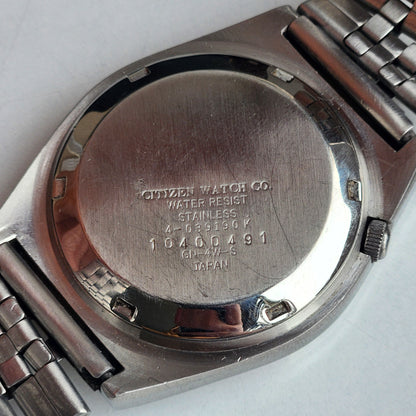 CITIZEN WATCH CO.
WATER RESIST
STAINLESS
4-039190 K
10400491
GN-4W-S
JAPAN